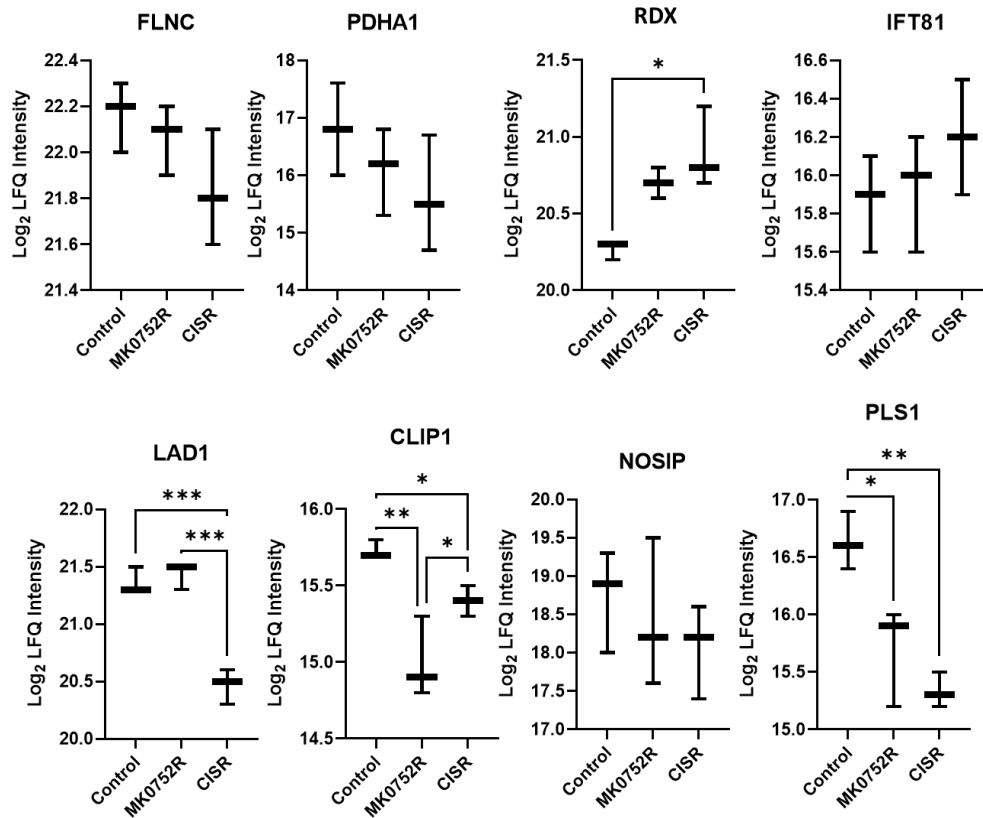 FLNC
Log₂ LFQ Intensity
22.4
22.2
22.0
21.8
21.6
21.4
Control
MK0752R
CISR
PDHA1
Log₂ LFQ Intensity
18
17
16
15
14
Control
MK0752R
CISR
RDX
Log₂ LFQ Intensity
21.5
21.0
20.5
20.0
*
Control
MK0752R
CISR
IFT81
Log₂ LFQ Intensity
16.6
16.4
16.2
16.0
15.8
15.6
15.4
Control
MK0752R
CISR
LAD1
Log₂ LFQ Intensity
22.0
21.5
21.0
20.5
20.0
***
***
Control
MK0752R
CISR
CLIP1
Log₂ LFQ Intensity
16.0
15.5
15.0
14.5
*
**
*
Control
MK0752R
CISR
NOSIP
Log₂ LFQ Intensity
20.0
19.5
19.0
18.5
18.0
17.5
17.0
Control
MK0752R
CISR
PLS1
Log₂ LFQ Intensity
17.0
16.5
16.0
15.5
15.0
**
*
Control
MK0752R
CISR